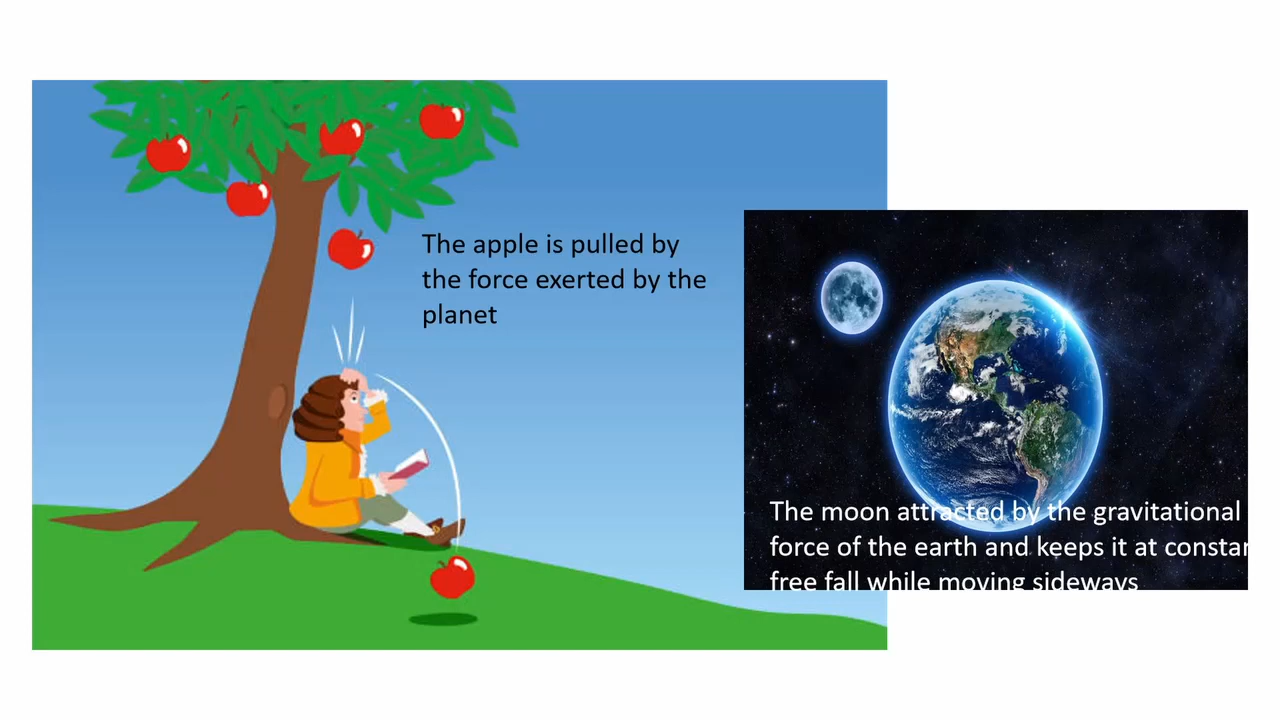 The apple is pulled by
the force exerted by the
planet
The moon attracted by the gravitational
force of the earth and keeps it at constan
free fall while moving sideways